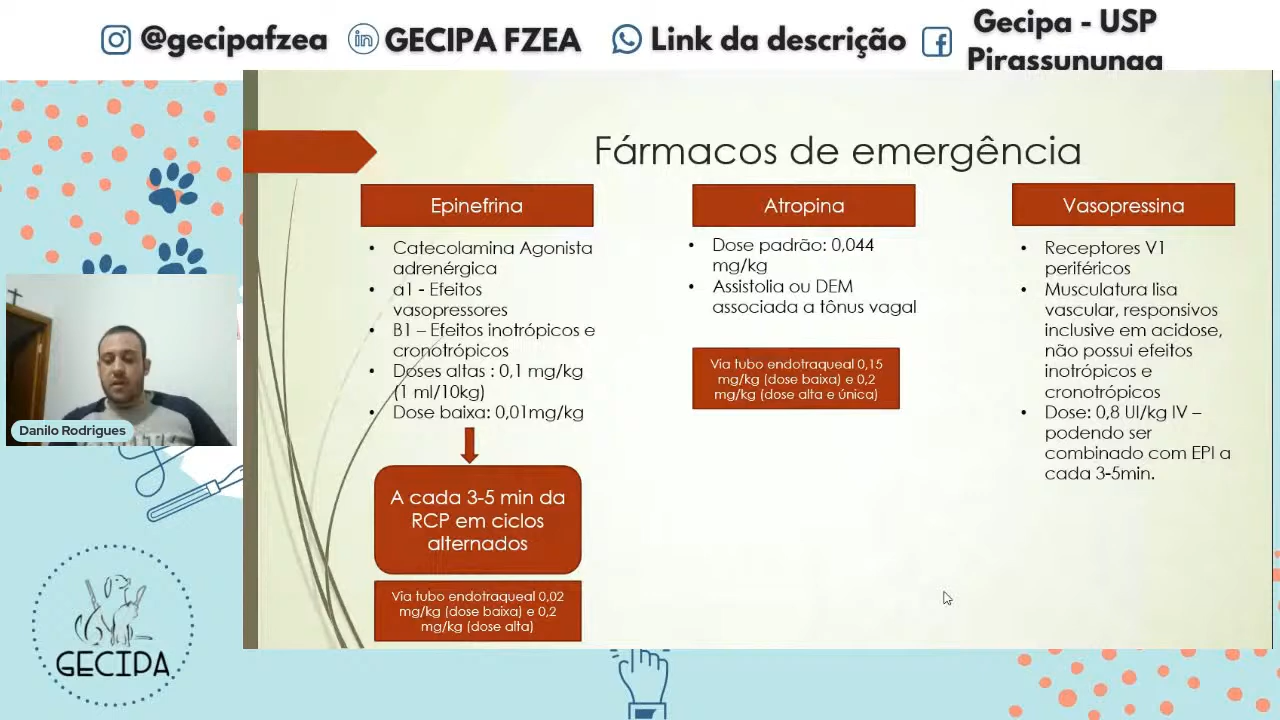 @gecipafzea
GECIPA FZEA
Link da descrição
Gecipa - USP
Pirassununga
Fármacos de emergência
Epinefrina
• Catecolamina Agonista
adrenérgica
• α1 - Efeitos
vasopressores
• B1 – Efeitos inotrópicos e
cronotrópicos
• Doses altas : 0,1 mg/kg
(1 ml/10kg)
• Dose baixa: 0,01mg/kg
A cada 3-5 min da
RCP em ciclos
alternados
Via tubo endotraqueal 0,02
mg/kg (dose baixa) e 0,2
mg/kg (dose alta)
Atropina
• Dose padrão: 0,044
mg/kg
• Assistolia ou DEM
associada a tônus vagal
Via tubo endotraqueal 0,15
mg/kg (dose baixa) e 0,2
mg/kg (dose alta e única)
Vasopressina
• Receptores V1
periféricos
• Musculatura lisa
vascular, responsivos
inclusive em acidose,
não possui efeitos
inotrópicos e
cronotrópicos
• Dose: 0,8 UI/kg IV –
podendo ser
combinado com EPI a
cada 3-5min.
Danilo Rodrigues
GECIPA